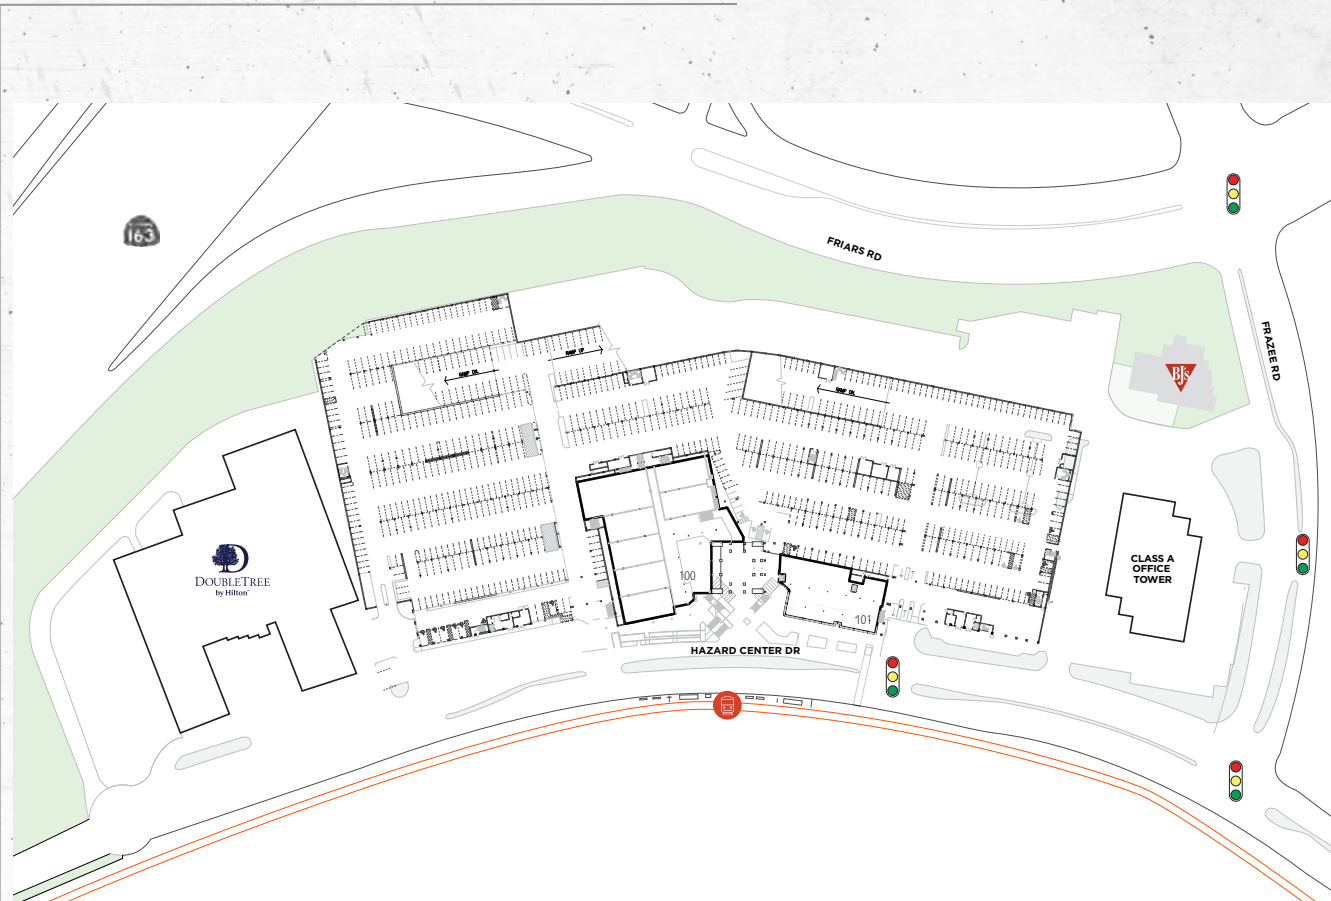 163
FRIARS RD
FRAZEE RD
RAMP UP
RAMP DN
RAMP DN
BJ's
CLASS A
OFFICE
TOWER
DOUBLETREE
by Hilton™
100
101
HAZARD CENTER DR